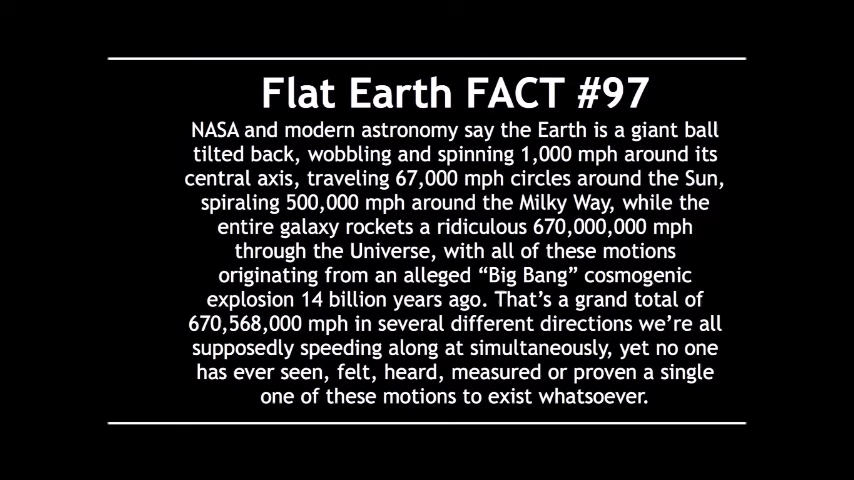 Flat Earth FACT #97
NASA and modern astronomy say the Earth is a giant ball
tilted back, wobbling and spinning 1,000 mph around its
central axis, traveling 67,000 mph circles around the Sun,
spiraling 500,000 mph around the Milky Way, while the
entire galaxy rockets a ridiculous 670,000,000 mph
through the Universe, with all of these motions
originating from an alleged “Big Bang” cosmogenic
explosion 14 billion years ago. That’s a grand total of
670,568,000 mph in several different directions we’re all
supposedly speeding along at simultaneously, yet no one
has ever seen, felt, heard, measured or proven a single
one of these motions to exist whatsoever.